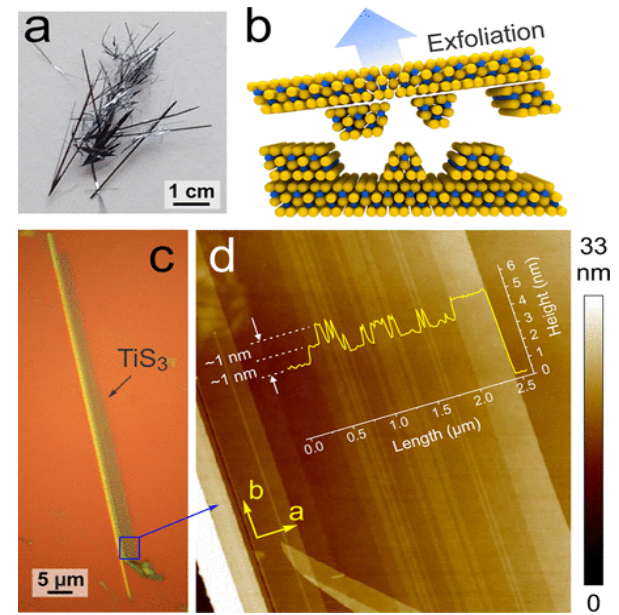 a
1 cm
b
Exfoliation
c
TiS3
5 µm
d
~1 nm
~1 nm
b
a
0.0
0.5
1.0
1.5
2.0
2.5
Length (µm)
0
1
2
3
4
5
6
Height (nm)
33
nm
0